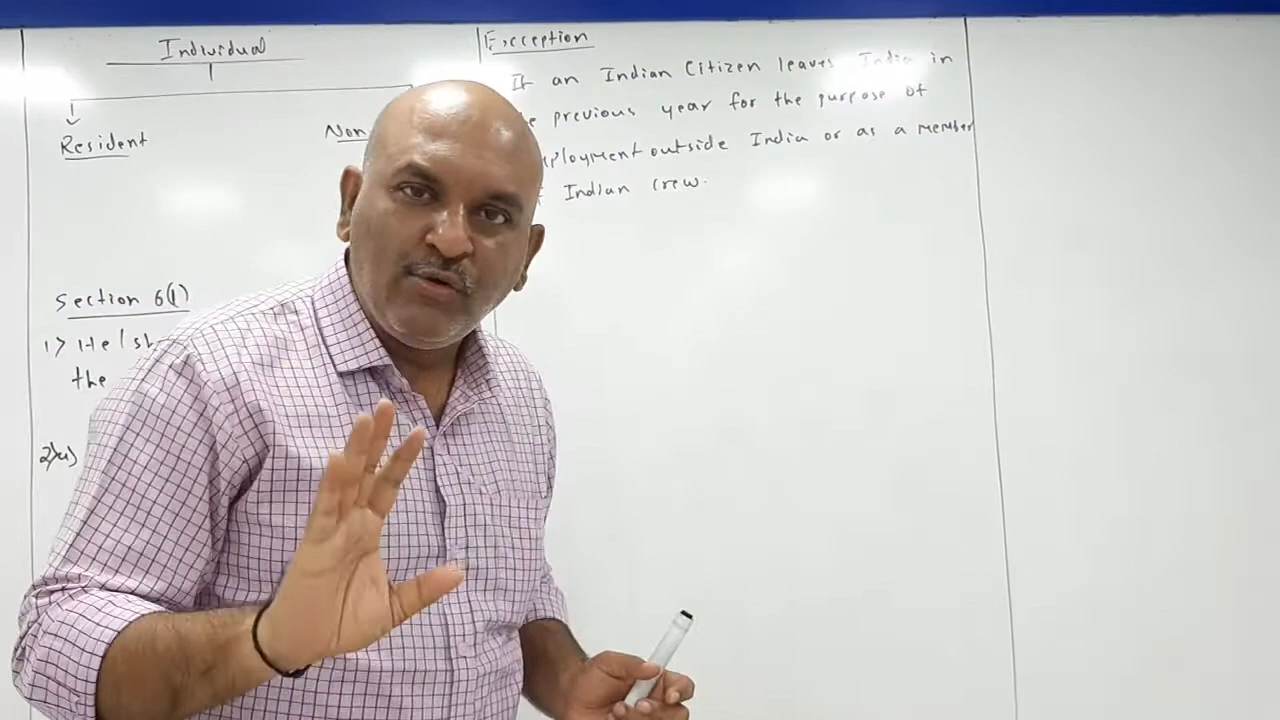 Individual
Resident
Non
Section 6(1)
1> He/sh
the
2>a)
Exception
If an Indian Citizen leaves India in
previous year for the purpose of
ployment outside India or as a member
Indian Crew.